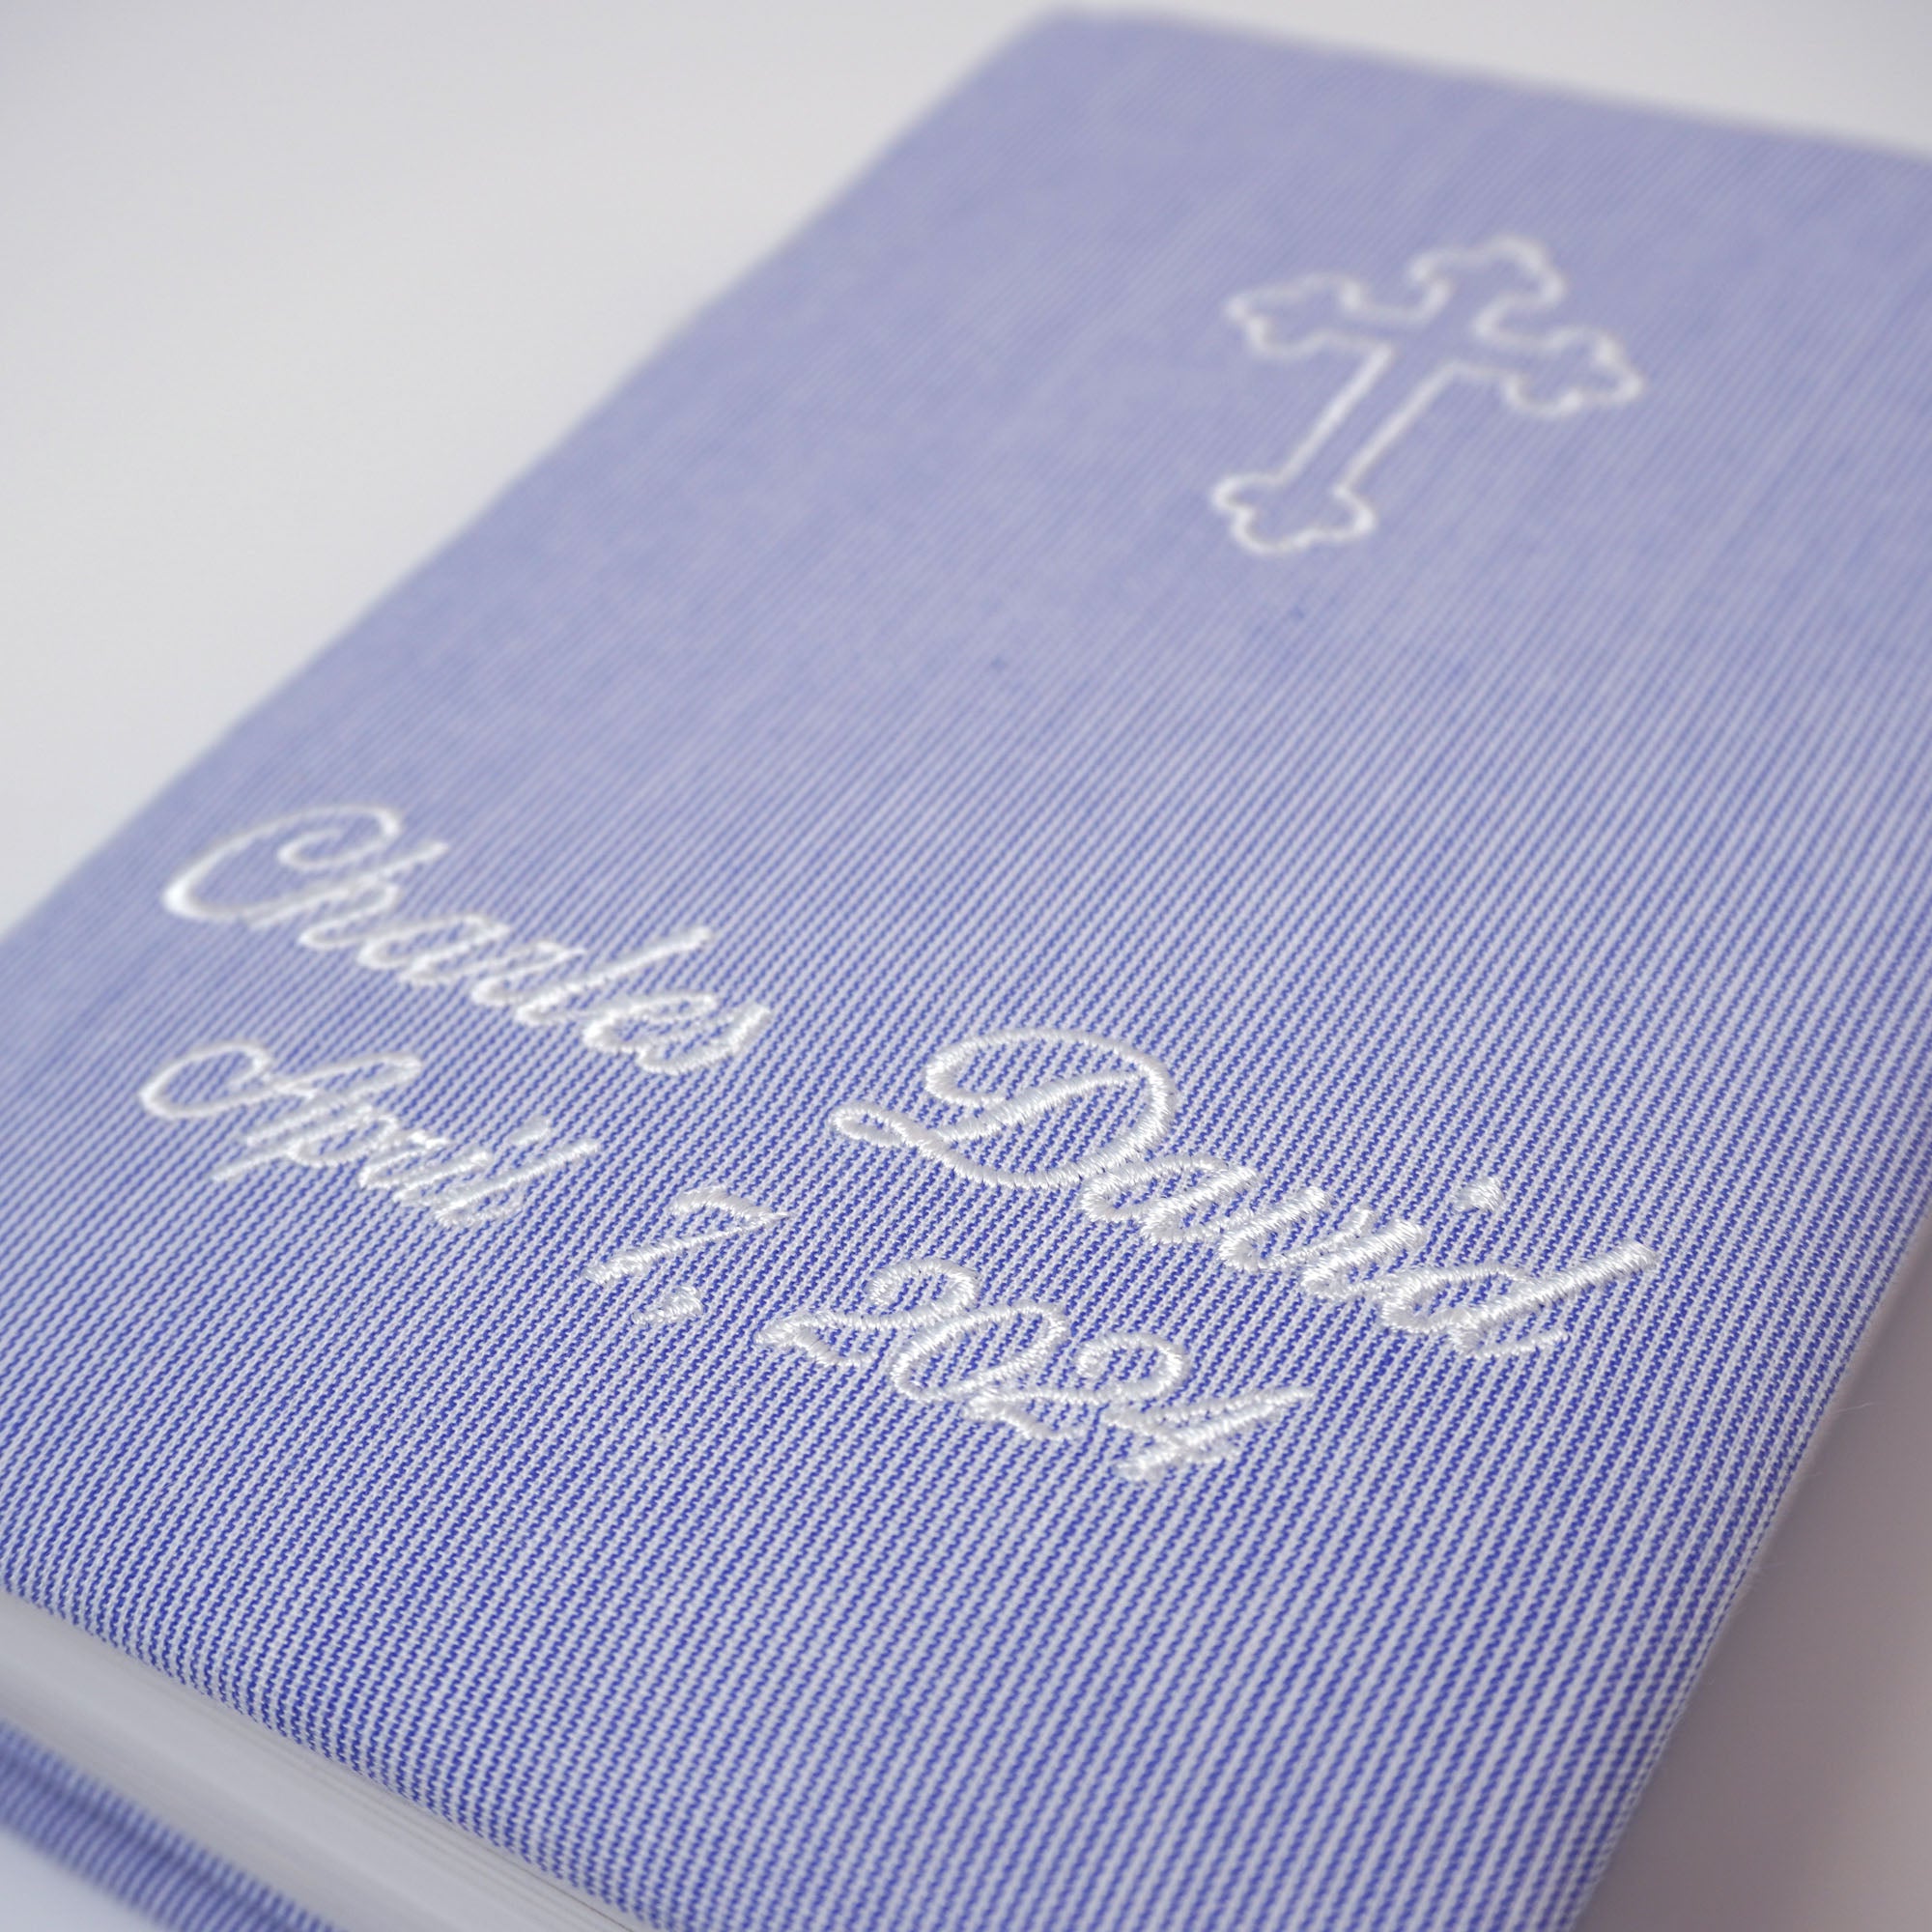 Charles David
April 7, 2024